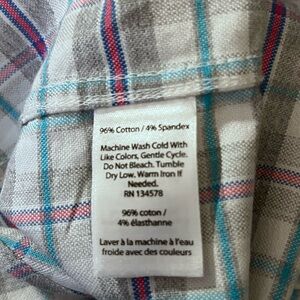 96% Cotton / 4% Spandex
Machine Wash Cold With
Like Colors, Gentle Cycle.
Do Not Bleach. Tumble
Dry Low. Warm Iron If
Needed.
RN 134578
96% coton /
4% élasthanne
Laver à la machine à l'eau
froide avec des couleurs